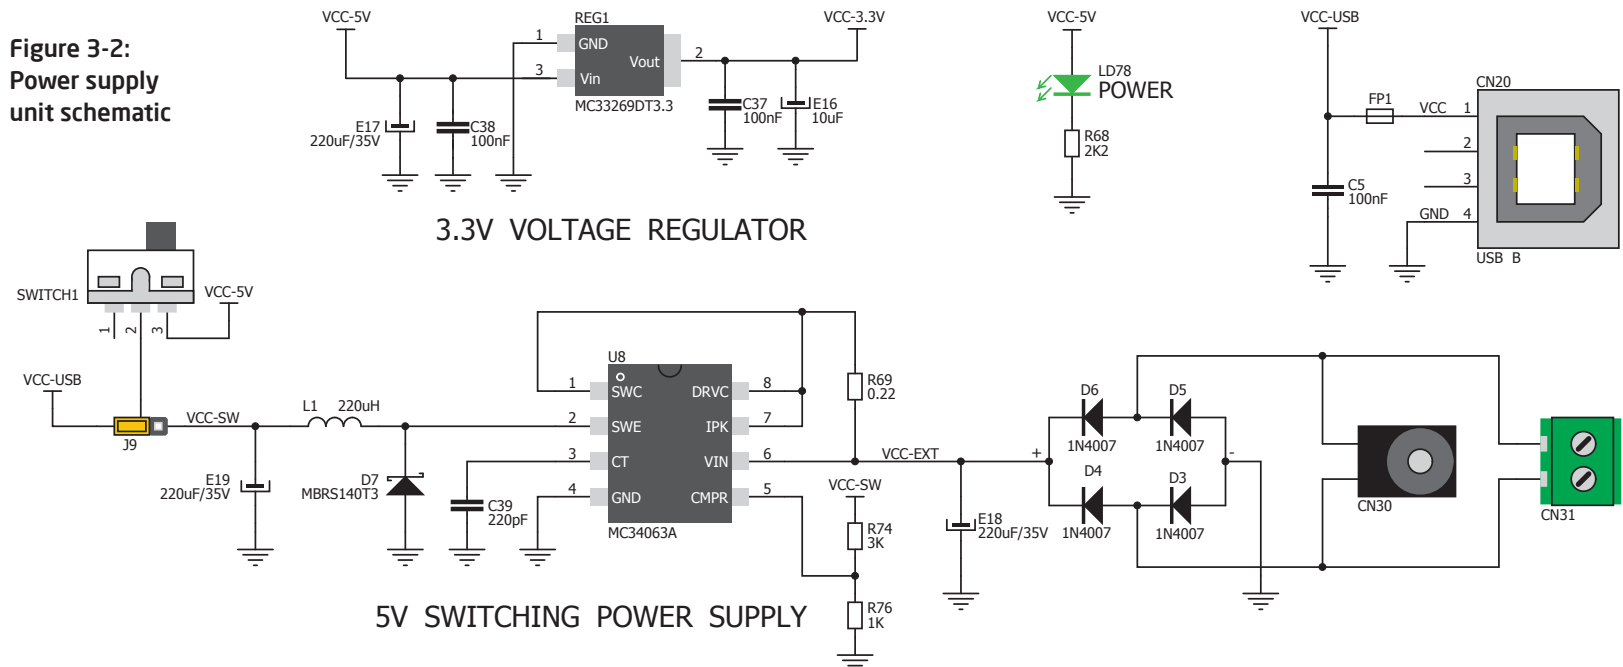 Figure 3-2:
Power supply
unit schematic
VCC-5V
REG1
VCC-3.3V
1
GND
Vout
2
3
Vin
MC33269DT3.3
E17
220uF/35V
C38
100nF
C37
100nF
E16
10uF
3.3V VOLTAGE REGULATOR
VCC-5V
LD78
POWER
R68
2K2
VCC-USB
CN20
FP1
VCC
1
2
3
GND
4
C5
100nF
USB B
SWITCH1
VCC-5V
1
2
3
VCC-USB
J9
VCC-SW
L1
220uH
E19
220uF/35V
D7
MBRS140T3
C39
220pF
U8
1
SWC
DRVC
8
2
SWE
IPK
7
3
CT
VIN
6
4
GND
CMPR
5
MC34063A
R69
0.22
VCC-EXT
VCC-SW
R74
3K
R76
1K
E18
220uF/35V
+
-
D6
1N4007
D5
1N4007
D4
1N4007
D3
1N4007
CN30
CN31
5V SWITCHING POWER SUPPLY